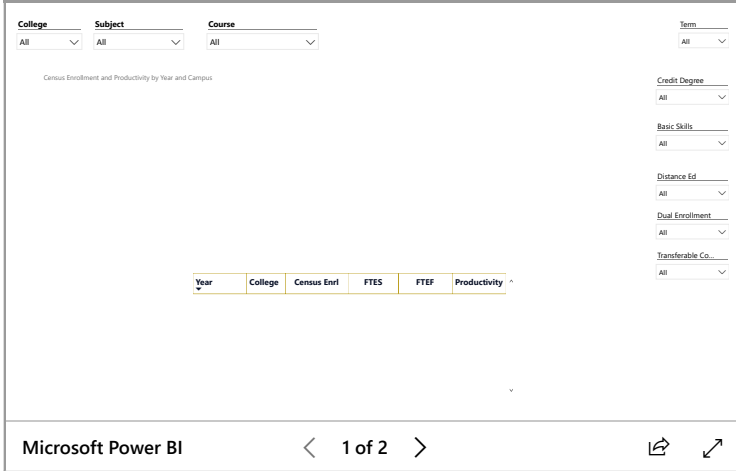 College Subject Course Term
All All All All
Census Enrollment and Productivity by Year and Campus
Credit Degree
All
Basic Skills
All
Distance Ed
All
Dual Enrollment
All
Transferable Co...
All
Year College Census Enrl FTES FTEF Productivity
Microsoft Power BI 1 of 2